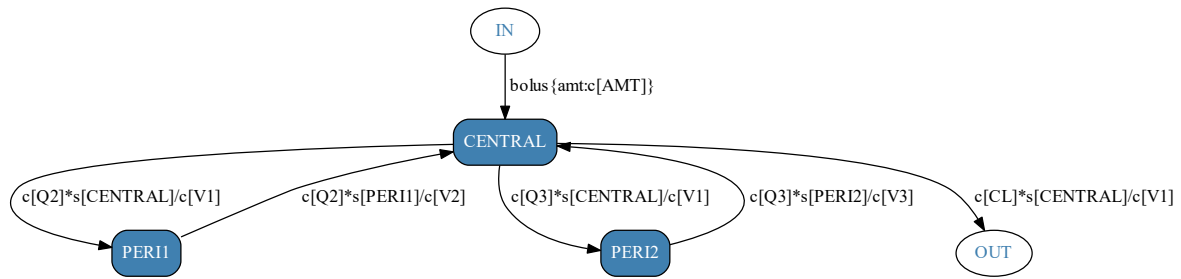 IN
bolus{amt:c[AMT]}
CENTRAL
c[Q2]*s[CENTRAL]/c[V1]
c[Q2]*s[PERI1]/c[V2]
c[Q3]*s[CENTRAL]/c[V1]
c[Q3]*s[PERI2]/c[V3]
c[CL]*s[CENTRAL]/c[V1]
PERI1
PERI2
OUT